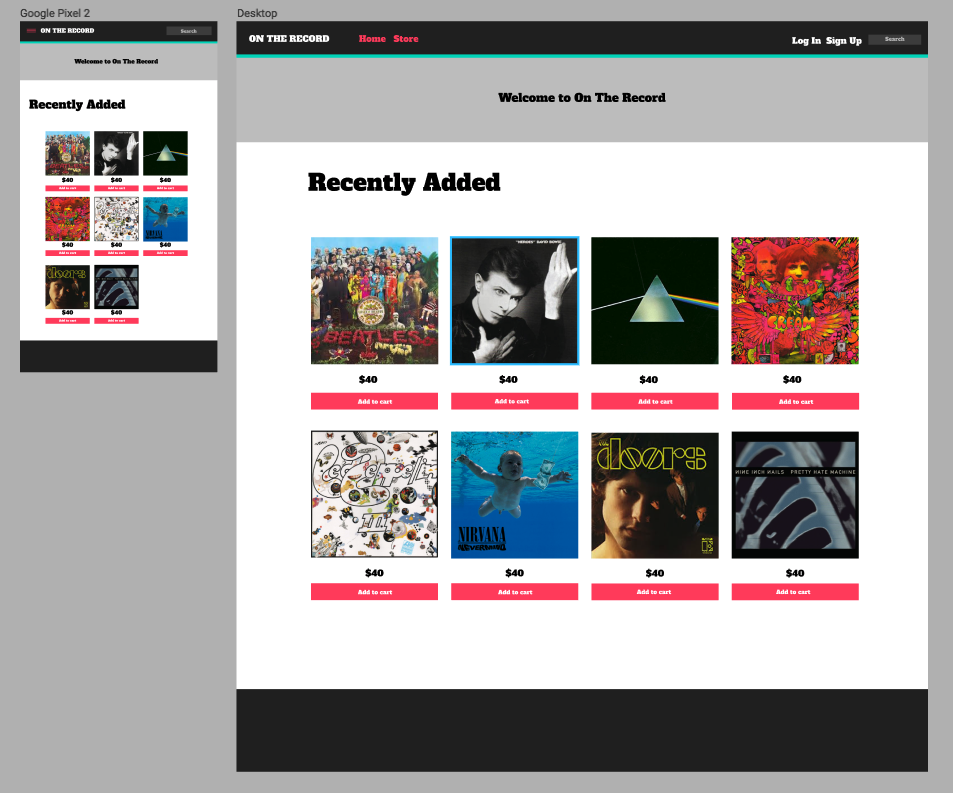 Google Pixel 2
ON THE RECORD
Search
Welcome to On The Record
Recently Added
$40 $40 $40
Add to cart Add to cart Add to cart
$40 $40 $40
Add to cart Add to cart Add to cart
doors
$40 $40
Add to cart Add to cart
Desktop
ON THE RECORD Home Store Log In Sign Up Search
Welcome to On The Record
Recently Added
"HEROES" DAVID BOWIE
BEATLES
CREAM
$40 $40 $40 $40
Add to cart Add to cart Add to cart Add to cart
Led Zeppelin
III
NIRVANA
NEVERMIND
the doors
NINE INCH NAILS PRETTY HATE MACHINE
$40 $40 $40 $40
Add to cart Add to cart Add to cart Add to cart